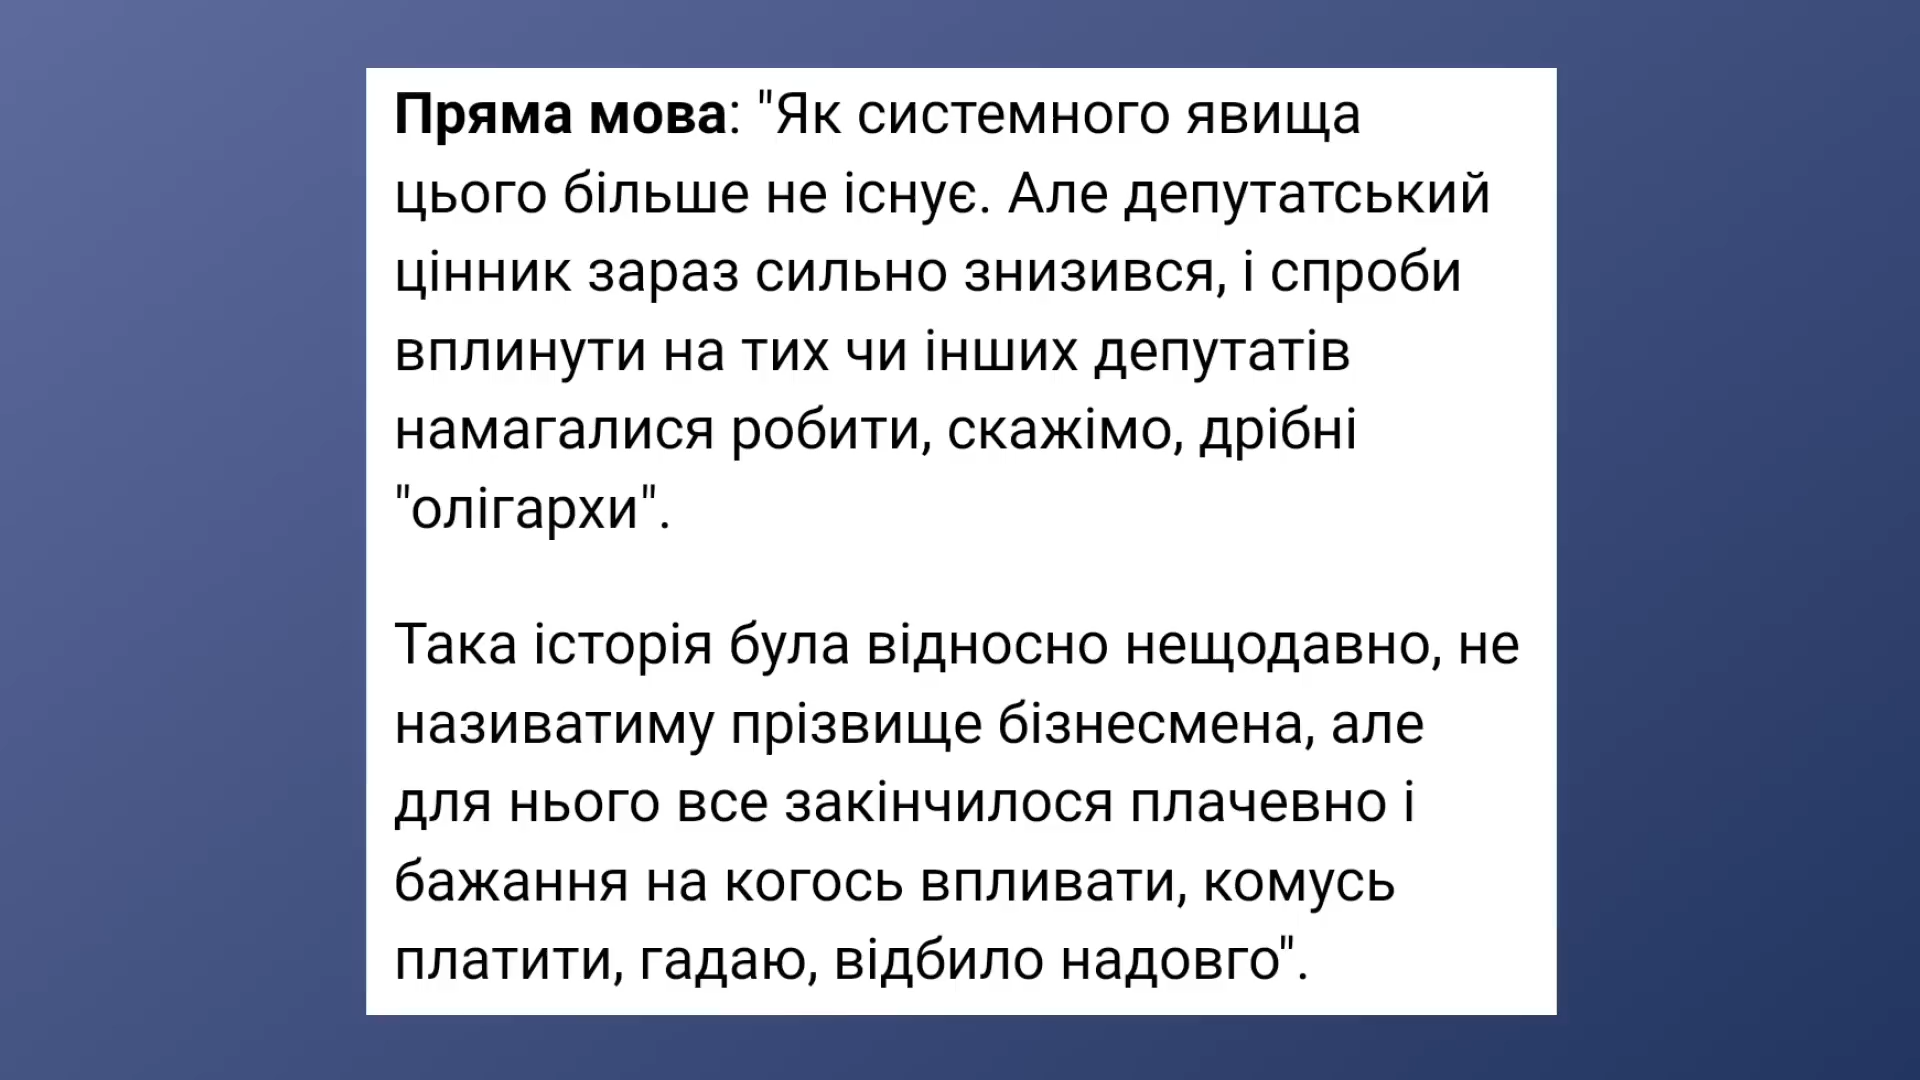 Пряма мова: "Як системного явища
цього більше не існує. Але депутатський
цінник зараз сильно знизився, і спроби
вплинути на тих чи інших депутатів
намагалися робити, скажімо, дрібні
"олігархи".
Така історія була відносно нещодавно, не
називатиму прізвище бізнесмена, але
для нього все закінчилося плачевно і
бажання на когось впливати, комусь
платити, гадаю, відбило надовго".